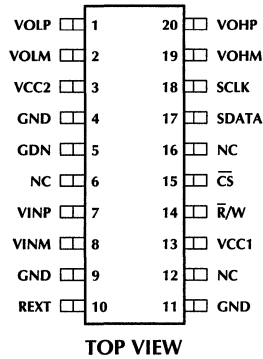 VOLP 1 20 VOHP
VOLM 2 19 VOHM
VCC2 3 18 SCLK
GND 4 17 SDATA
GDN 5 16 NC
NC 6 15 C̅S̅
VINP 7 14 R̅/W
VINM 8 13 VCC1
GND 9 12 NC
REXT 10 11 GND
TOP VIEW